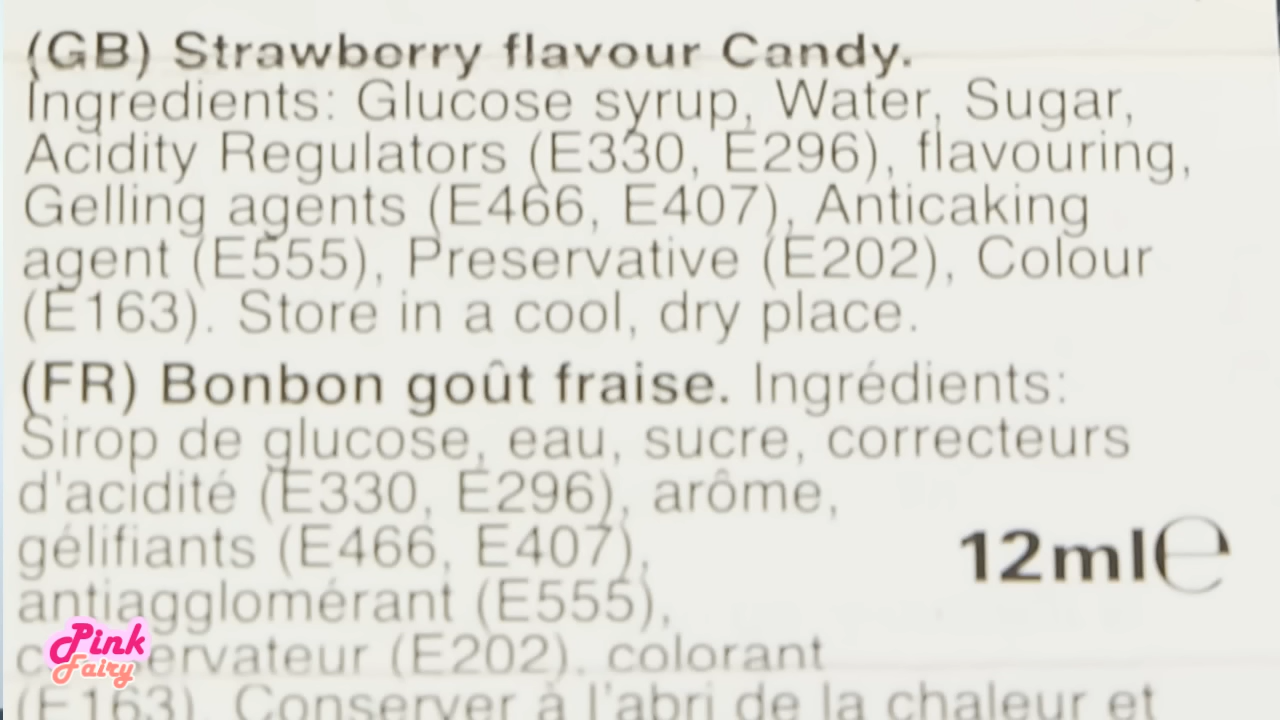 (GB) Strawberry flavour Candy.
Ingredients: Glucose syrup, Water, Sugar,
Acidity Regulators (E330, E296), flavouring,
Gelling agents (E466, E407), Anticaking
agent (E555), Preservative (E202), Colour
(E163). Store in a cool, dry place.
(FR) Bonbon goût fraise. Ingrédients:
Sirop de glucose, eau, sucre, correcteurs
d'acidité (E330, E296), arôme,
gélifiants (E466, E407),
12ml℮
antiagglomérant (E555),
(E202). colorant
(E163). Conserver à l'abri de la chaleur et
Pink
Fairy